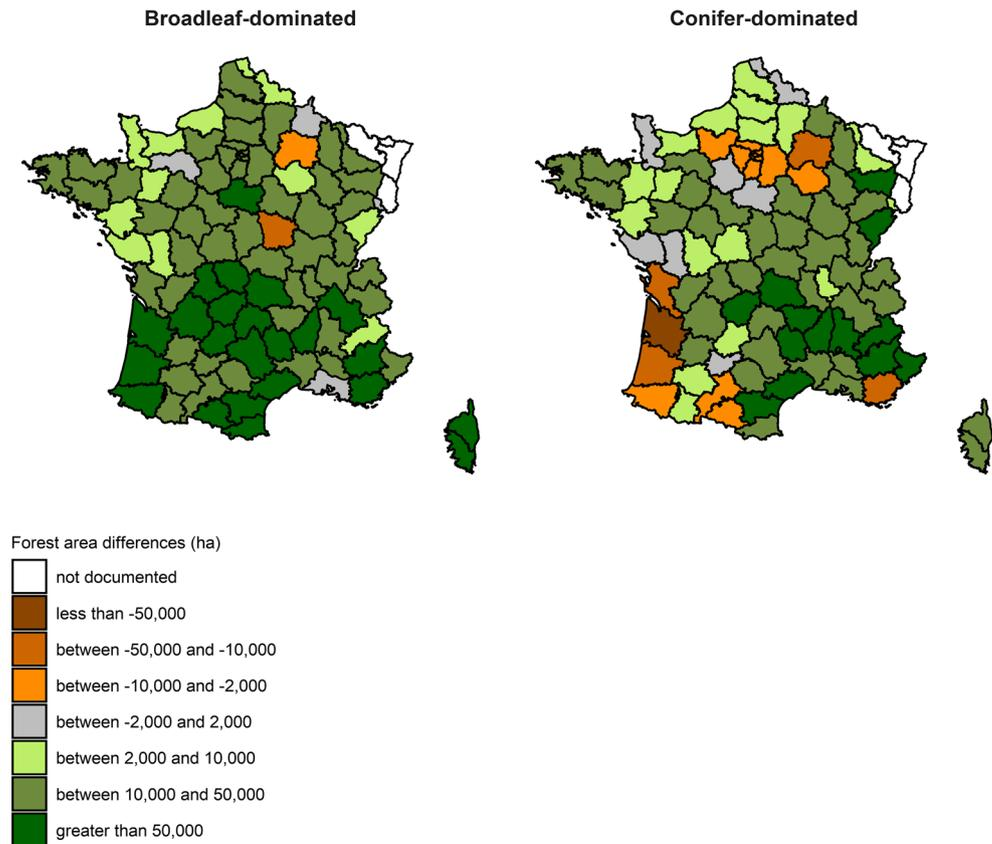 Broadleaf-dominated
Conifer-dominated
Forest area differences (ha)
not documented
less than -50,000
between -50,000 and -10,000
between -10,000 and -2,000
between -2,000 and 2,000
between 2,000 and 10,000
between 10,000 and 50,000
greater than 50,000